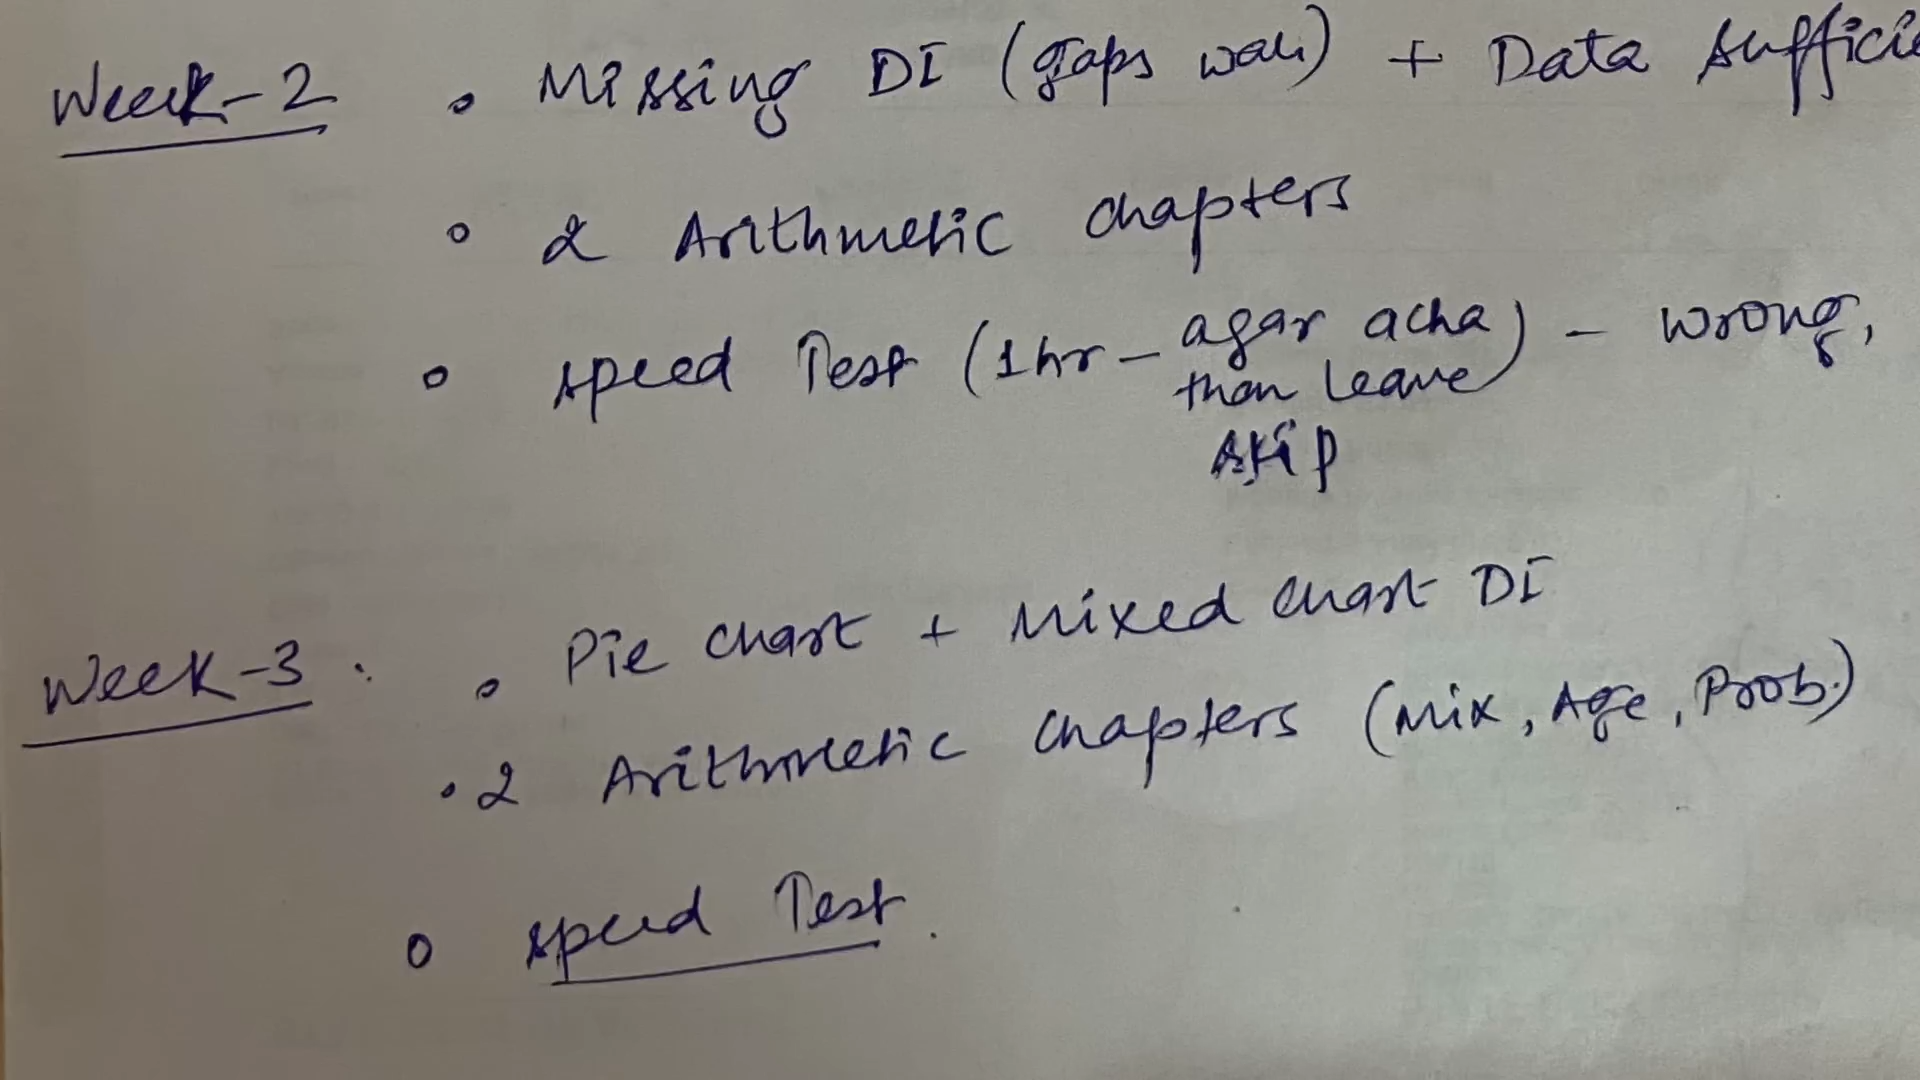 Week-2 • Missing DI (gaps wali) + Data Suffici
• 2 Arithmetic chapters
• Speed Test (1hr – agar acha than leave) – Wrong,
Skip
Week-3 : • Pie chart + Mixed chart DI
• 2 Arithmetic chapters (Mix, Age, Prob.)
• Speed Test.